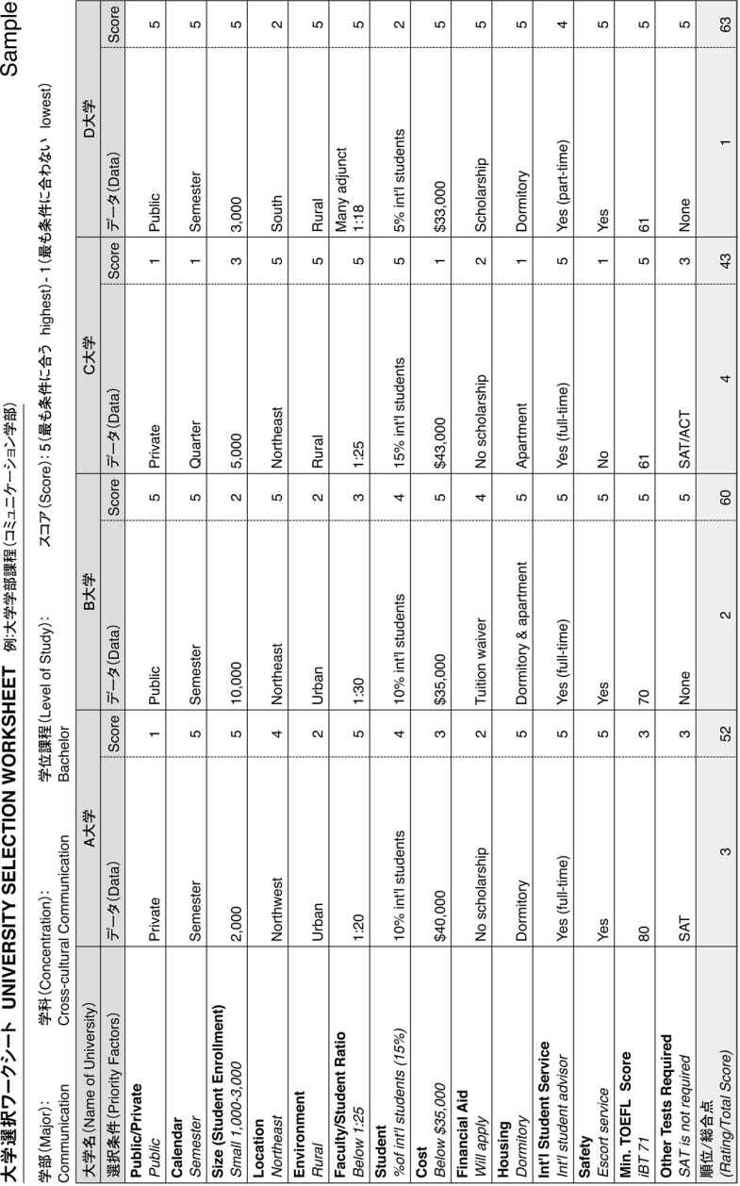 大学選択ワークシート UNIVERSITY SELECTION WORKSHEET 例：大学学部課程（コミュニケーション学部） Sample
学部（Major）： 学科（Concentration）： 学位課程（Level of Study）： スコア（Score）：5（最も条件に合う highest）- 1（最も条件に合わない lowest）
Communication Cross-cultural Communication Bachelor
大学名（Name of University） A大学 B大学 C大学 D大学
選択条件（Priority Factors） データ（Data） Score データ（Data） Score データ（Data） Score データ（Data） Score
Public/Private
Public Private 1 Public 5 Private 1 Public 5
Calendar
Semester Semester 5 Semester 5 Quarter 1 Semester 5
Size (Student Enrollment)
Small 1,000-3,000 2,000 5 10,000 2 5,000 3 3,000 5
Location
Northeast Northwest 4 Northeast 5 Northeast 5 South 2
Environment
Rural Urban 2 Urban 2 Rural 5 Rural 5
Faculty/Student Ratio Many adjunct
Below 1:25 1:20 5 1:30 3 1:25 5 1:18 5
Student
%of int'l students (15%) 10% int'l students 4 10% int'l students 4 15% int'l students 5 5% int'l students 2
Cost
Below $35,000 $40,000 3 $35,000 5 $43,000 1 $33,000 5
Financial Aid
Will apply No scholarship 2 Tuition waiver 4 No scholarship 2 Scholarship 5
Housing
Dormitory Dormitory 5 Dormitory & apartment 5 Apartment 1 Dormitory 5
Int'l Student Service
Int'l student advisor Yes (full-time) 5 Yes (full-time) 5 Yes (full-time) 5 Yes (part-time) 4
Safety
Escort service Yes 5 Yes 5 No 1 Yes 5
Min. TOEFL Score
iBT 71 80 3 70 5 61 5 61 5
Other Tests Required
SAT is not required SAT 3 None 5 SAT/ACT 3 None 5
順位/総合点
(Rating/Total Score) 3 52 2 60 4 43 1 63